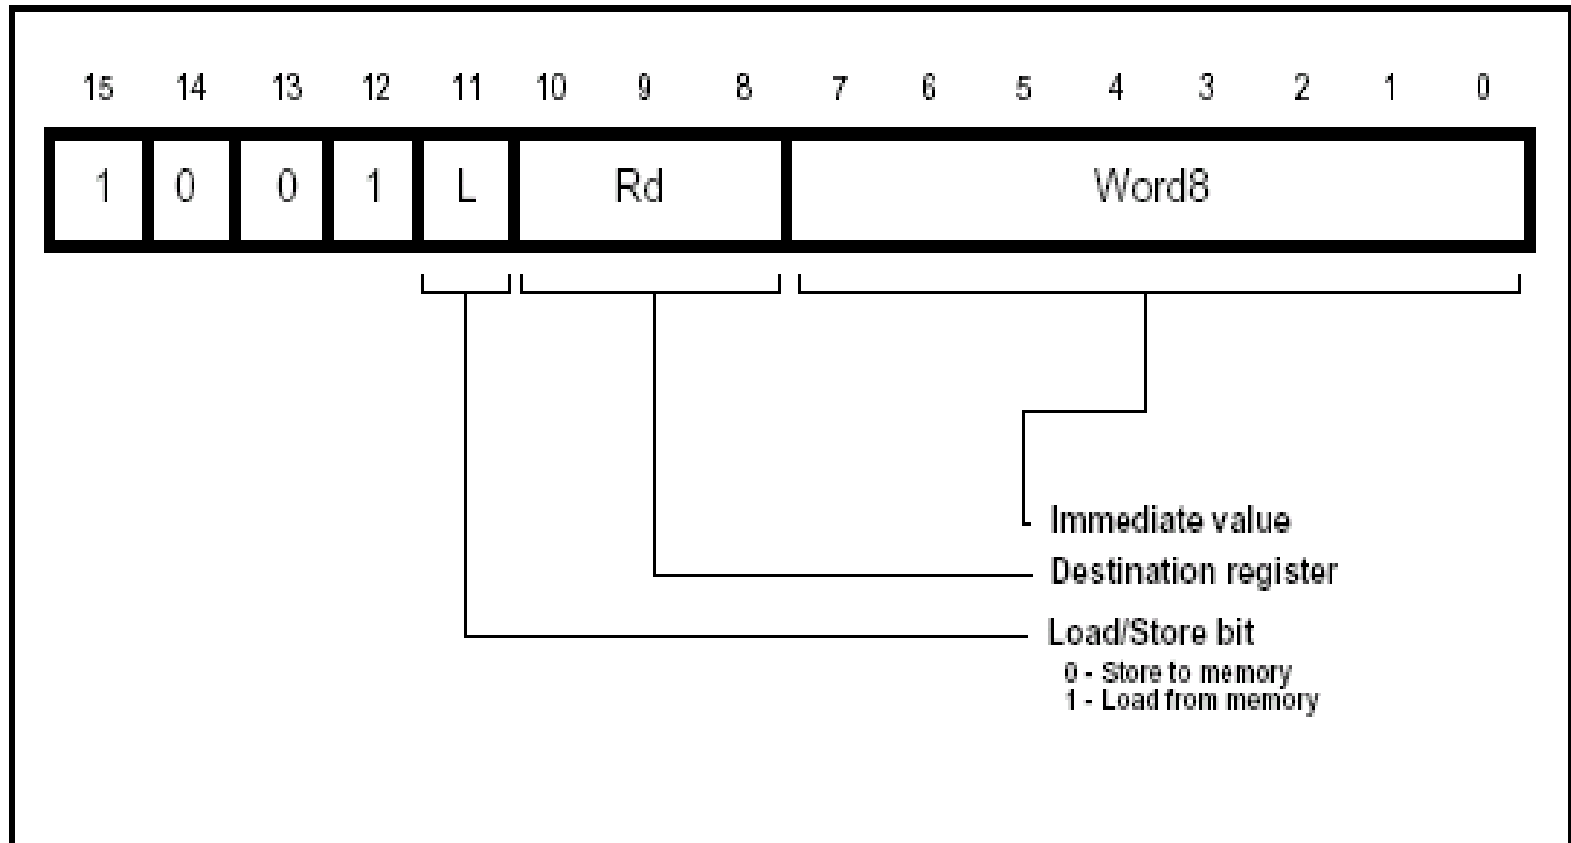 15 14 13 12 11 10 9 8 7 6 5 4 3 2 1 0
1 0 0 1 L Rd Word8
Immediate value
Destination register
Load/Store bit
0 - Store to memory
1 - Load from memory